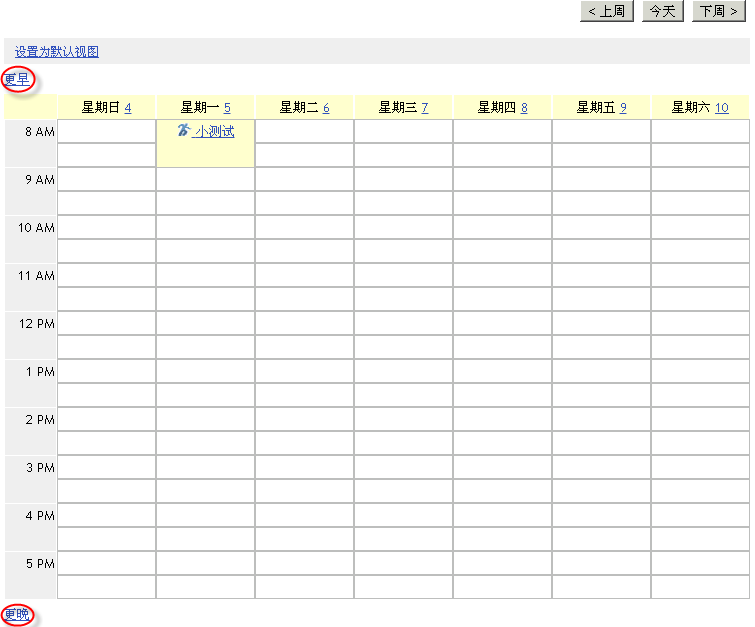 < 上周 今天 下周 >
设置为默认视图
更早
星期日 4 星期一 5 星期二 6 星期三 7 星期四 8 星期五 9 星期六 10
8 AM 小测试
9 AM
10 AM
11 AM
12 PM
1 PM
2 PM
3 PM
4 PM
5 PM
更晚